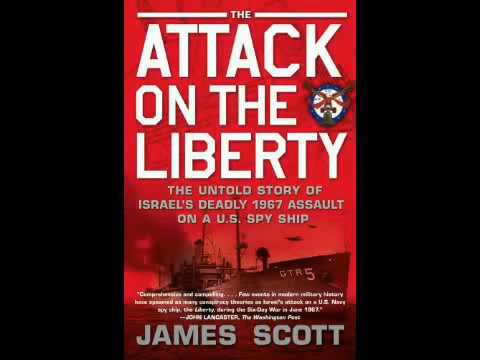 THE
ATTACK
ON THE
LIBERTY
THE UNTOLD STORY OF
ISRAEL'S DEADLY 1967 ASSAULT
ON A U.S. SPY SHIP
GTR 5
"Comprehensive and compelling. . . . Few events in modern military history
have spawned as many conspiracy theories as Israel's attack on a U.S. Navy
spy ship, the Liberty, during the Six-Day War in June 1967."
—JOHN LANCASTER, The Washington Post
JAMES SCOTT